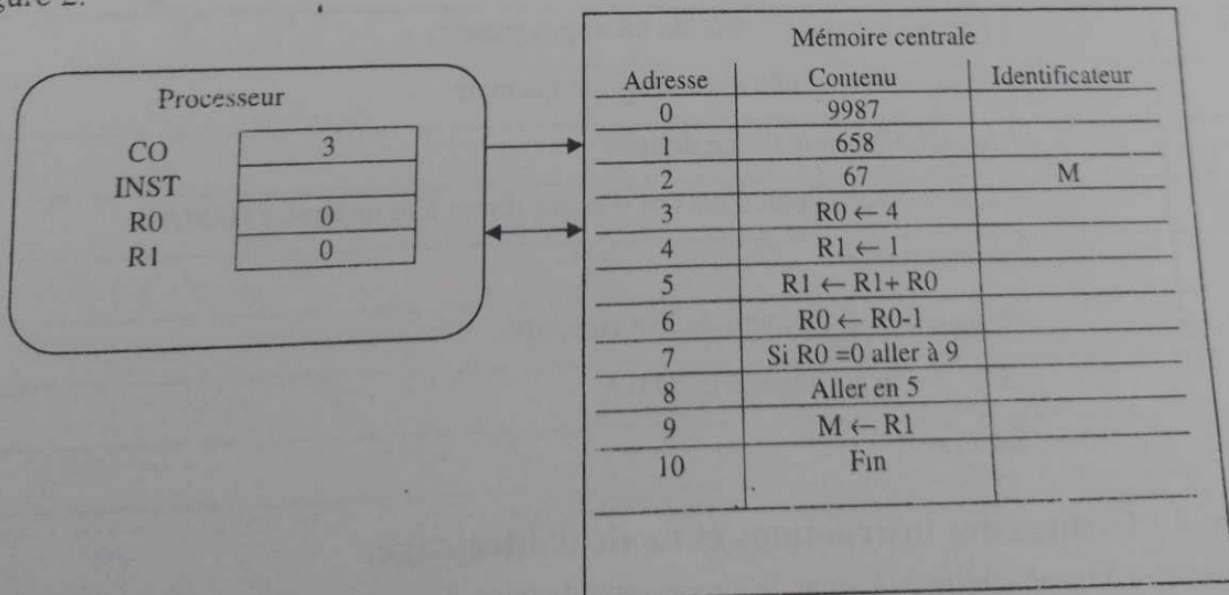 gure 2.
Processeur
CO 3
INST
R0 0
R1 0
Mémoire centrale
Adresse Contenu Identificateur
0 9987
1 658
2 67 M
3 R0 ← 4
4 R1 ← 1
5 R1 ← R1+ R0
6 R0 ← R0-1
7 Si R0 =0 aller à 9
8 Aller en 5
9 M ← R1
10 Fin